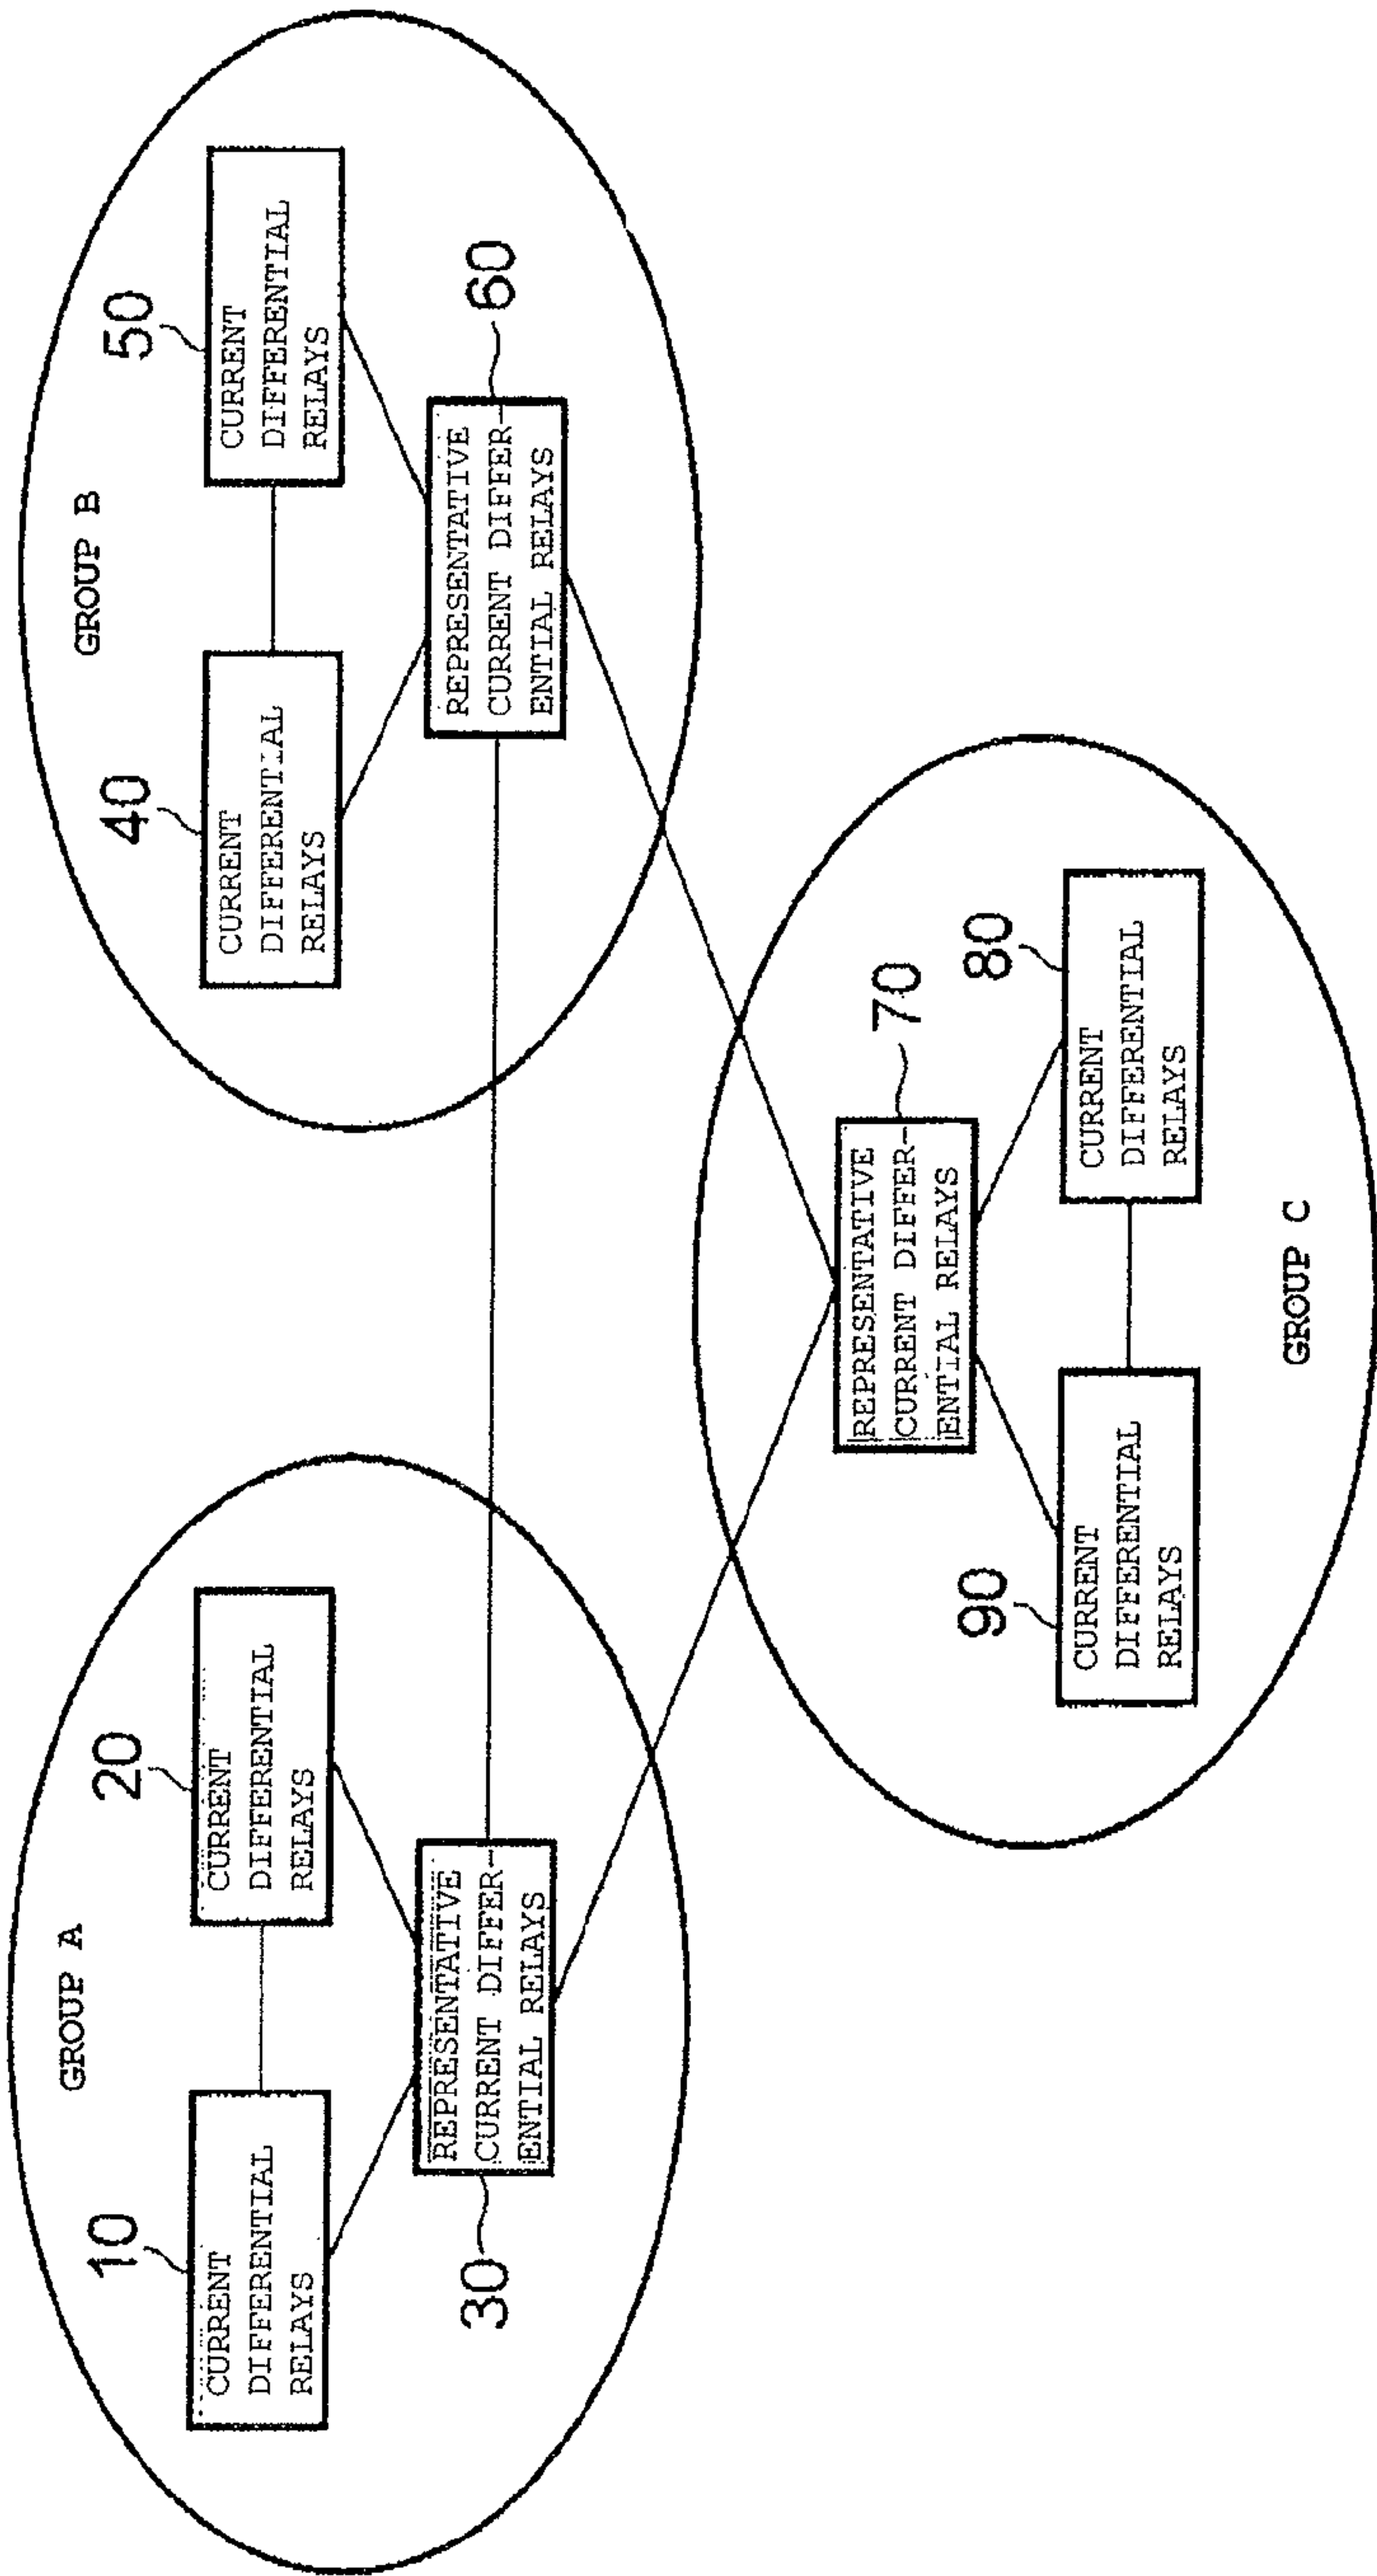 GROUP A
10
CURRENT
DIFFERENTIAL
RELAYS
20
CURRENT
DIFFERENTIAL
RELAYS
30
REPRESENTATIVE
CURRENT DIFFER-
ENTIAL RELAYS
GROUP B
40
CURRENT
DIFFERENTIAL
RELAYS
50
CURRENT
DIFFERENTIAL
RELAYS
60
REPRESENTATIVE
CURRENT DIFFER-
ENTIAL RELAYS
70
REPRESENTATIVE
CURRENT DIFFER-
ENTIAL RELAYS
90
CURRENT
DIFFERENTIAL
RELAYS
80
CURRENT
DIFFERENTIAL
RELAYS
GROUP C